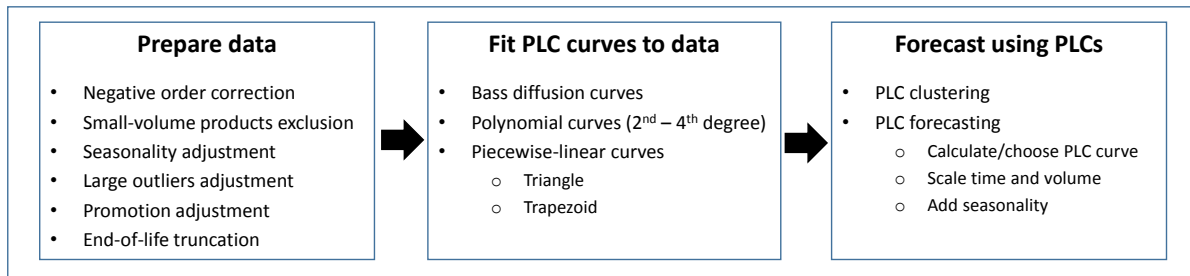 Prepare data
• Negative order correction
• Small-volume products exclusion
• Seasonality adjustment
• Large outliers adjustment
• Promotion adjustment
• End-of-life truncation
Fit PLC curves to data
• Bass diffusion curves
• Polynomial curves (2nd – 4th degree)
• Piecewise-linear curves
o Triangle
o Trapezoid
Forecast using PLCs
• PLC clustering
• PLC forecasting
o Calculate/choose PLC curve
o Scale time and volume
o Add seasonality